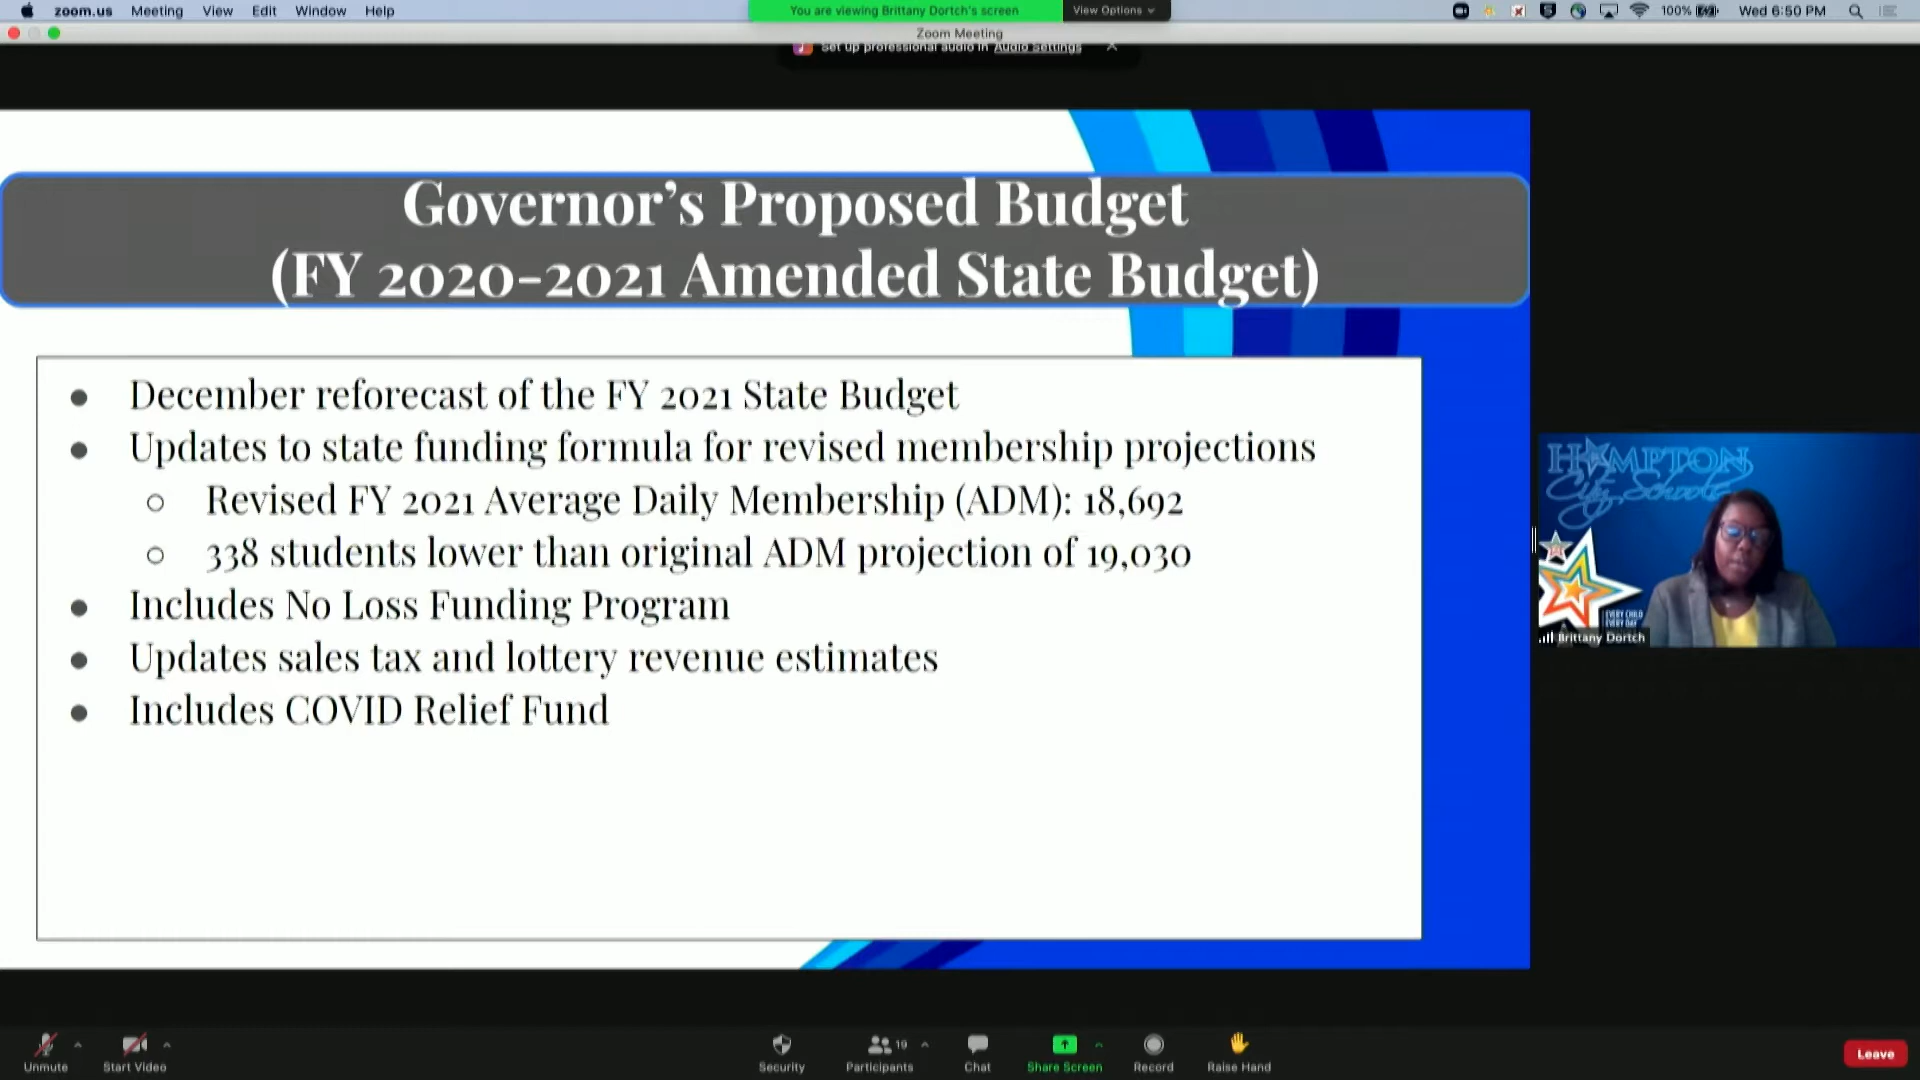 zoom.us Meeting View Edit Window Help
You are viewing Brittany Dortch's screen View Options
100% Wed 6:50 PM
Zoom Meeting
Set up professional audio in Audio Settings
Governor's Proposed Budget
(FY 2020-2021 Amended State Budget)
December reforecast of the FY 2021 State Budget
Updates to state funding formula for revised membership projections
Revised FY 2021 Average Daily Membership (ADM): 18,692
338 students lower than original ADM projection of 19,030
Includes No Loss Funding Program
Updates sales tax and lottery revenue estimates
Includes COVID Relief Fund
HAMPTON
City Schools
EVERY CHILD
EVERY DAY
Brittany Dortch
Unmute Start Video Security Participants 19 Chat Share Screen Record Raise Hand Leave